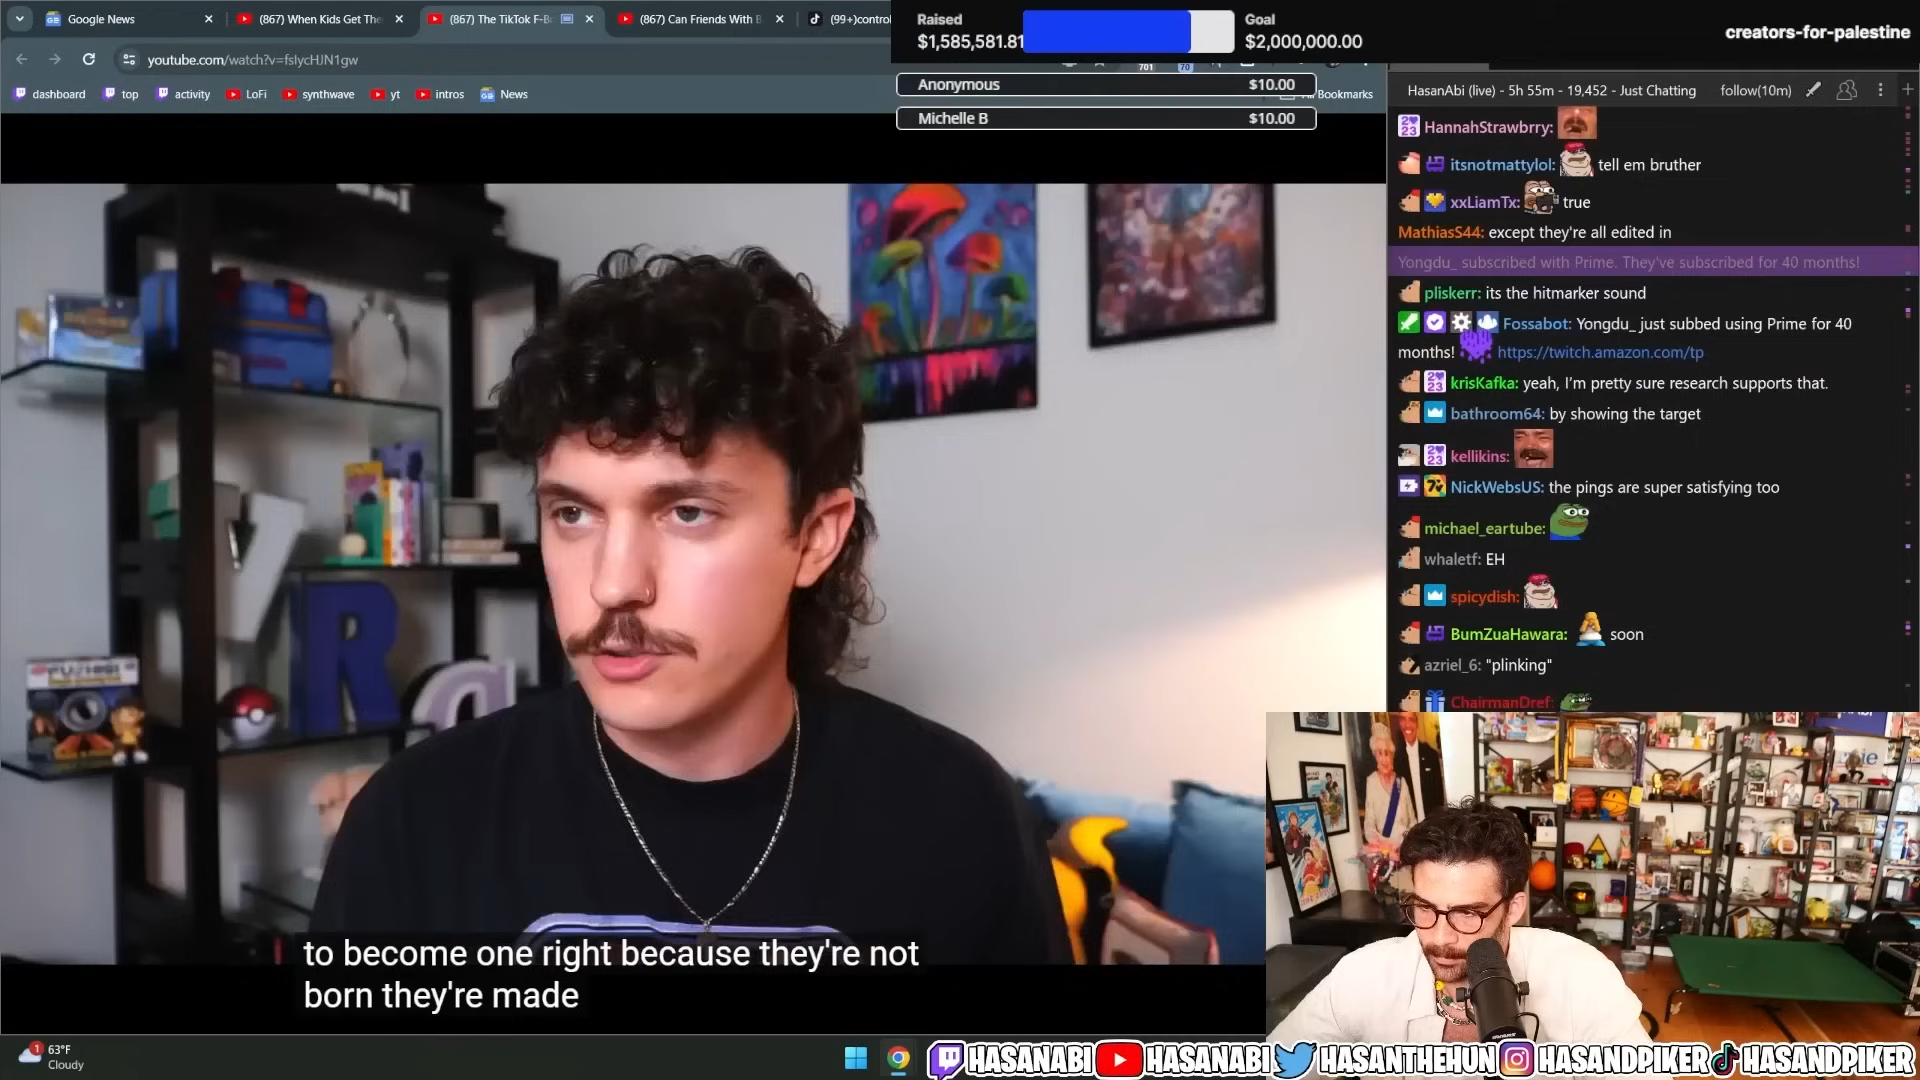 Google News
(867) When Kids Get The
(867) The TikTok F-B
(867) Can Friends With B
(99+)control
youtube.com/watch?v=fslycHJN1gw
dashboard
top
activity
LoFi
synthwave
yt
intros
News
Bookmarks
Raised
$1,585,581.81
Goal
$2,000,000.00
creators-for-palestine
701
70
Anonymous
$10.00
Michelle B
$10.00
HasanAbi (live) - 5h 55m - 19,452 - Just Chatting
follow(10m)
HannahStrawbrry:
itsnotmattylol: tell em bruther
xxLiamTx: true
MathiasS44: except they're all edited in
Yongdu_ subscribed with Prime. They've subscribed for 40 months!
pliskerr: its the hitmarker sound
Fossabot: Yongdu_ just subbed using Prime for 40
months! https://twitch.amazon.com/tp
krisKafka: yeah, I'm pretty sure research supports that.
bathroom64: by showing the target
kellikins:
NickWebsUS: the pings are super satisfying too
michael_eartube:
whaletf: EH
spicydish:
BumZuaHawara: soon
azriel_6: "plinking"
ChairmanDref:
to become one right because they're not
born they're made
1
63°F
Cloudy
HASANABI
HASANABI
HASANTHEHUN
HASANDPIKER
HASANDPIKER